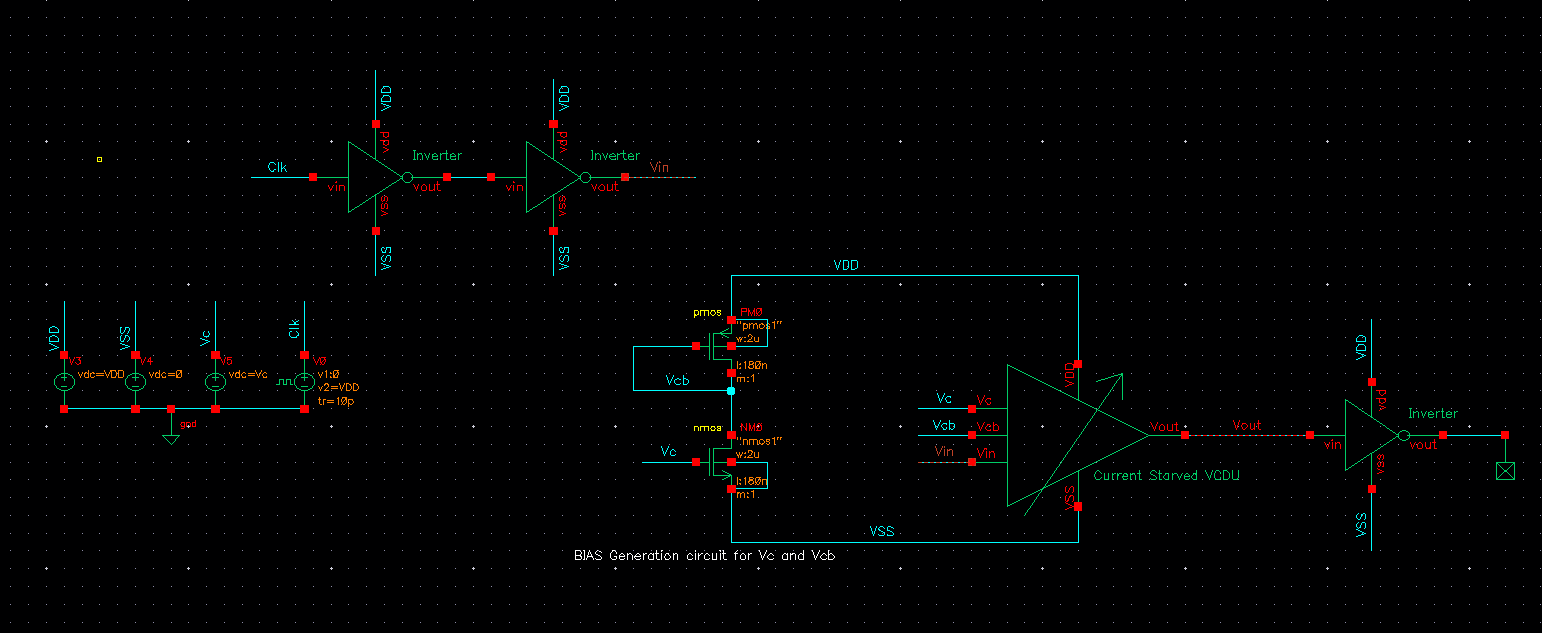 VDD
VDD
Clk
vdd
Inverter
vdd
Inverter
Vin
vin
vout
vin
vout
vss
vss
VSS
VSS
VDD
VSS
Vc
Clk
V3
vdc=VDD
V4
vdc=0
V5
vdc=Vc
V0
v1:0
v2=VDD
tr=10p
gnd
VDD
pmos
PM0
"pmos1"
w:2u
l:180n
m:1
Vcb
nmos
NM0
"nmos1"
w:2u
l:180n
m:1
Vc
VSS
BIAS Generation circuit for Vc and Vcb
VDD
Vc
Vc
Vcb
Vcb
Vin
Vin
Vout
Vout
VSS
Current Starved VCDU
VDD
vdd
Inverter
vin
vout
vss
VSS